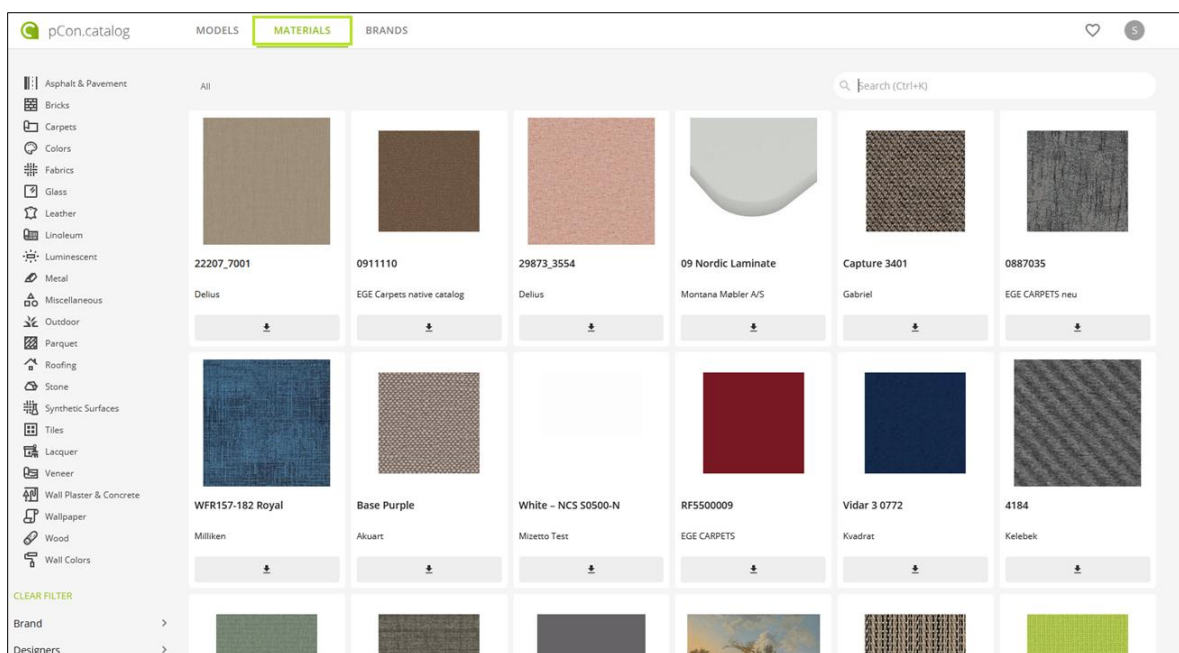 pCon.catalog MODELS MATERIALS BRANDS S
Asphalt & Pavement
Bricks
Carpets
Colors
Fabrics
Glass
Leather
Linoleum
Luminescent
Metal
Miscellaneous
Outdoor
Parquet
Roofing
Stone
Synthetic Surfaces
Tiles
Lacquer
Veneer
Wall Plaster & Concrete
Wallpaper
Wood
Wall Colors
CLEAR FILTER
Brand
Designers
All
Search (Ctrl+K)
22207_7001
Delius
0911110
EGE Carpets native catalog
29873_3554
Delius
09 Nordic Laminate
Montana Møbler A/S
Capture 3401
Gabriel
0887035
EGE CARPETS neu
WFR157-182 Royal
Milliken
Base Purple
Akuart
White – NCS S0500-N
Mizetto Test
RF5500009
EGE CARPETS
Vidar 3 0772
Kvadrat
4184
Kelebek